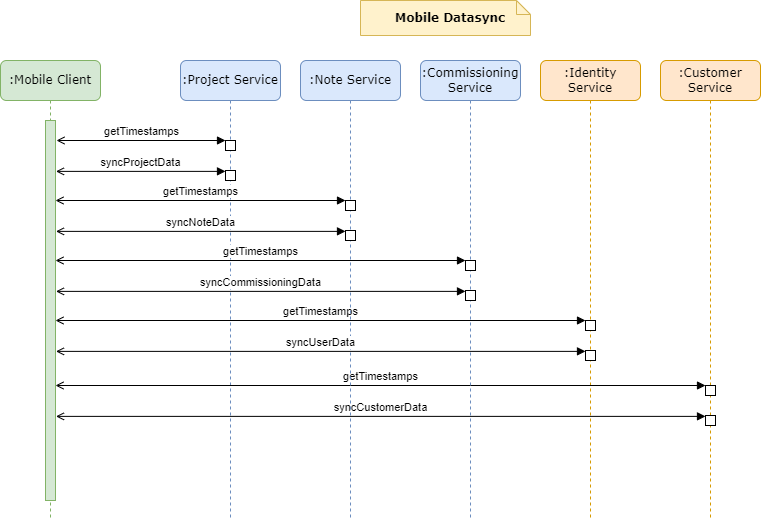 Mobile Datasync
:Mobile Client
:Project Service
:Note Service
:Commissioning
Service
:Identity
Service
:Customer
Service
getTimestamps
syncProjectData
getTimestamps
syncNoteData
getTimestamps
syncCommissioningData
getTimestamps
syncUserData
getTimestamps
syncCustomerData